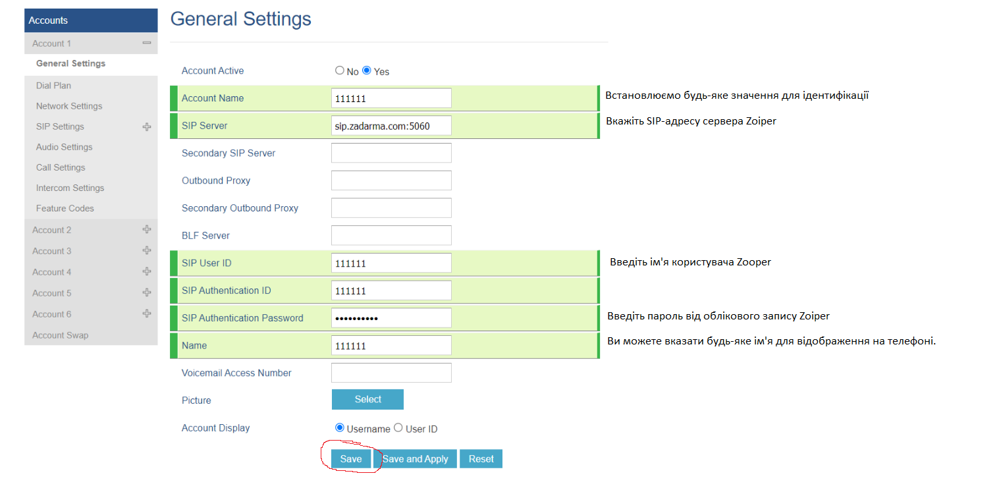 Accounts
General Settings
Account 1
General Settings
Dial Plan
Network Settings
SIP Settings
Audio Settings
Call Settings
Intercom Settings
Feature Codes
Account 2
Account 3
Account 4
Account 5
Account 6
Account Swap
Account Active No Yes
Account Name 111111 Встановлюємо будь-яке значення для ідентифікації
SIP Server sip.zadarma.com:5060 Вкажіть SIP-адресу сервера Zoiper
Secondary SIP Server
Outbound Proxy
Secondary Outbound Proxy
BLF Server
SIP User ID 111111 Введіть ім'я користувача Zooper
SIP Authentication ID 111111
SIP Authentication Password •••••••••• Введіть пароль від облікового запису Zoiper
Name 111111 Ви можете вказати будь-яке ім'я для відображення на телефоні.
Voicemail Access Number
Picture Select
Account Display Username User ID
Save Save and Apply Reset